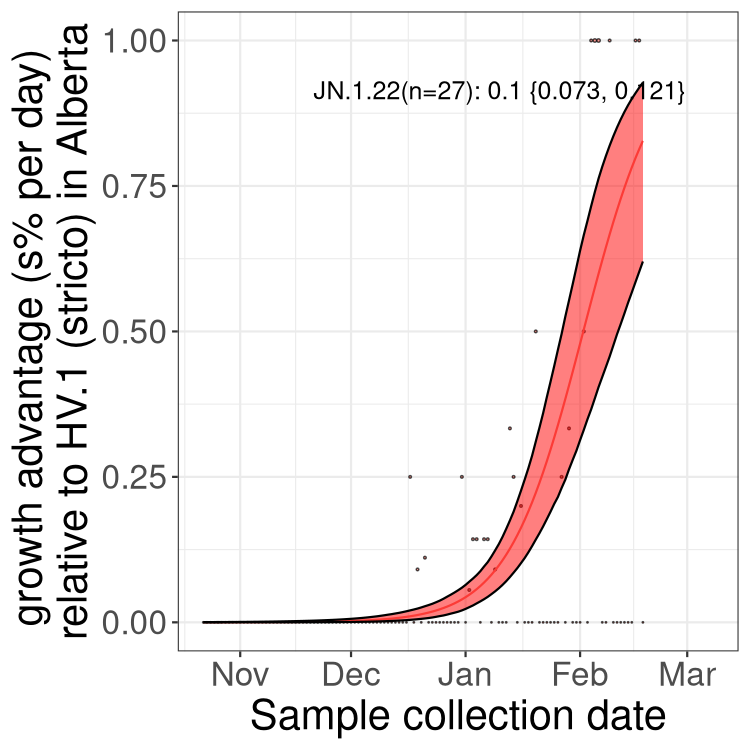 growth advantage (s% per day)
relative to HV.1 (stricto) in Alberta
1.00
0.75
0.50
0.25
0.00
JN.1.22(n=27): 0.1 {0.073, 0.121}
Nov Dec Jan Feb Mar
Sample collection date